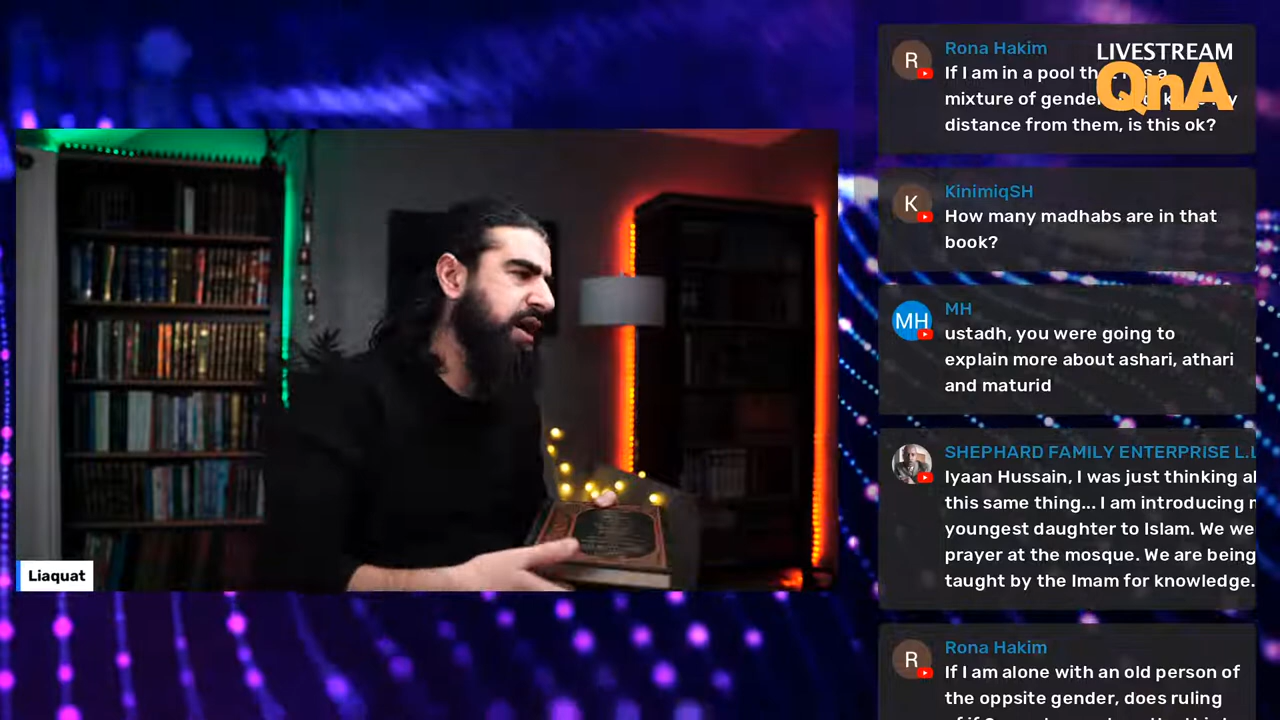 Rona Hakim
LIVESTREAM
QnA
If I am in a pool
mixture of
distance from them, is this ok?
KinimiqSH
How many madhabs are in that
book?
MH
ustadh, you were going to
explain more about ashari, athari
and maturid
SHEPHARD FAMILY ENTERPRISE
Iyaan Hussain, I was just thinking
this same thing... I am introducing
youngest daughter to Islam. We
prayer at the mosque. We are being
taught by the Imam for knowledge.
Rona Hakim
If I am alone with an old person of
the oppsite gender, does ruling
Liaquat
R
R
K
MH